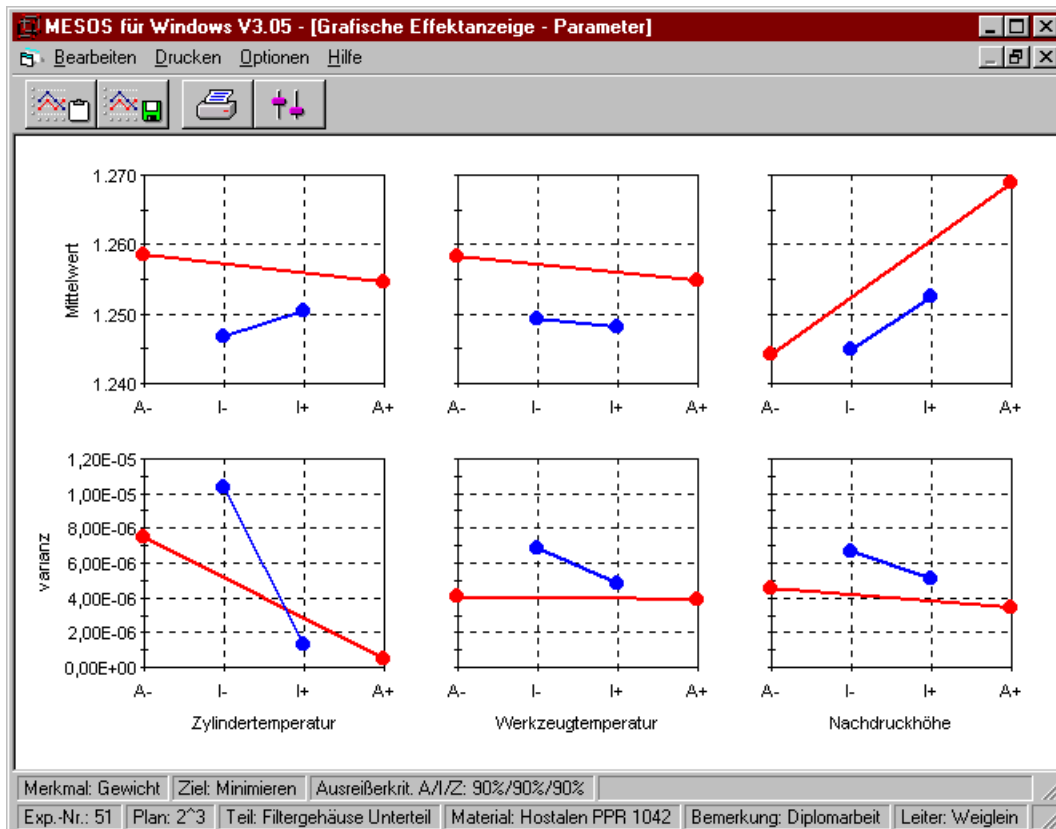 MESOS für Windows V3.05 - [Grafische Effektanzeige - Parameter]
Bearbeiten Drucken Optionen Hilfe
1.270
1.260
1.250
1.240
Mittelwert
A- I- I+ A+ A- I- I+ A+ A- I- I+ A+
1,20E-05
1,00E-05
8,00E-06
6,00E-06
4,00E-06
2,00E-06
0,00E+00
varianz
A- I- I+ A+ A- I- I+ A+ A- I- I+ A+
Zylindertemperatur Werkzeugtemperatur Nachdruckhöhe
Merkmal: Gewicht Ziel: Minimieren Ausreißerkrit. A/I/Z: 90%/90%/90%
Exp.-Nr.: 51 Plan: 2^3 Teil: Filtergehäuse Unterteil Material: Hostalen PPR 1042 Bemerkung: Diplomarbeit Leiter: Weiglein